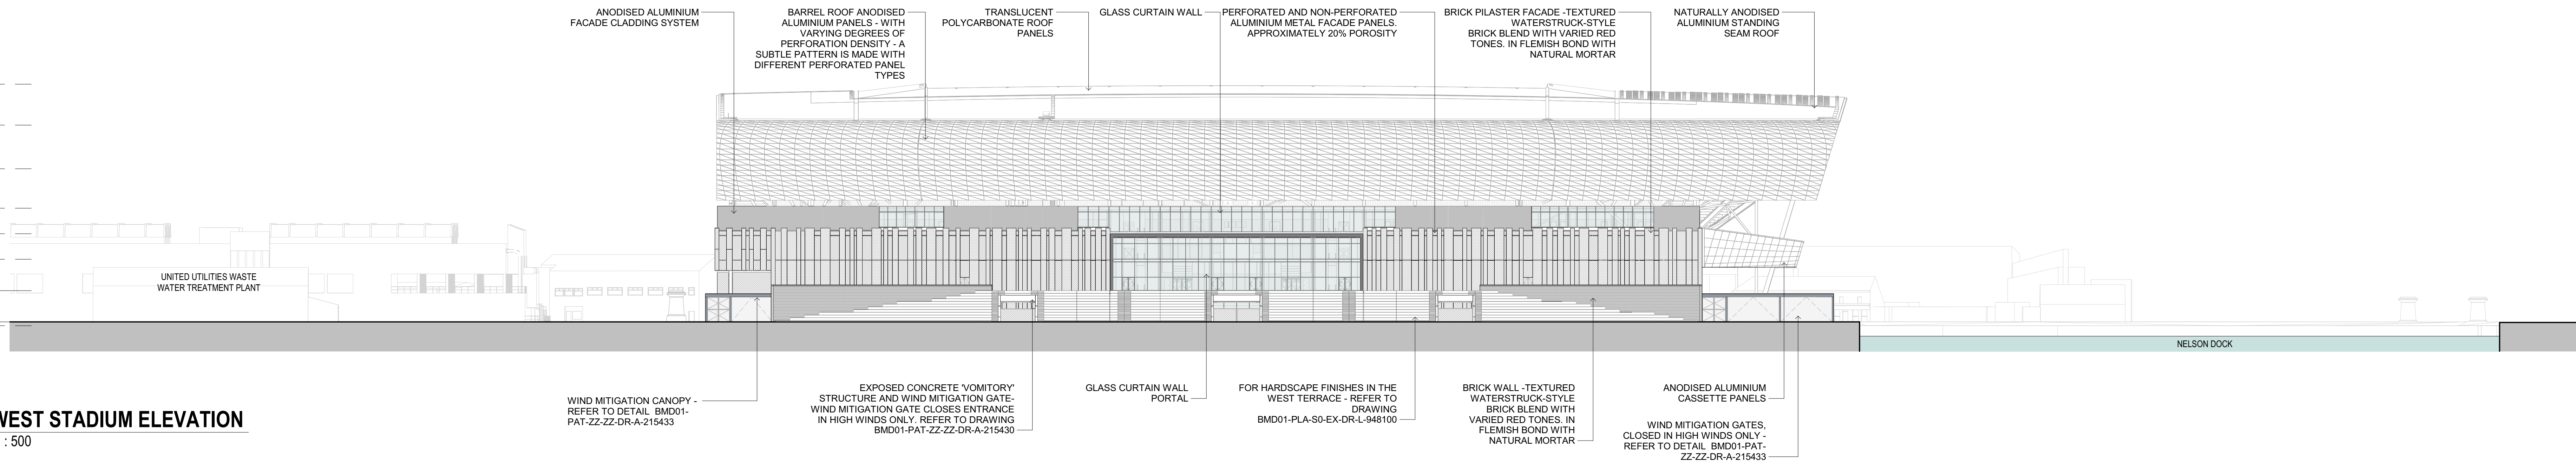 ANODISED ALUMINIUM
FACADE CLADDING SYSTEM
BARREL ROOF ANODISED
ALUMINIUM PANELS - WITH
VARYING DEGREES OF
PERFORATION DENSITY - A
SUBTLE PATTERN IS MADE WITH
DIFFERENT PERFORATED PANEL
TYPES
TRANSLUCENT
POLYCARBONATE ROOF
PANELS
GLASS CURTAIN WALL
PERFORATED AND NON-PERFORATED
ALUMINIUM METAL FACADE PANELS.
APPROXIMATELY 20% POROSITY
BRICK PILASTER FACADE -TEXTURED
WATERSTRUCK-STYLE
BRICK BLEND WITH VARIED RED
TONES. IN FLEMISH BOND WITH
NATURAL MORTAR
NATURALLY ANODISED
ALUMINIUM STANDING
SEAM ROOF
UNITED UTILITIES WASTE
WATER TREATMENT PLANT
NELSON DOCK
WIND MITIGATION CANOPY -
REFER TO DETAIL  BMD01-
PAT-ZZ-ZZ-DR-A-215433
EXPOSED CONCRETE 'VOMITORY'
STRUCTURE AND WIND MITIGATION GATE-
WIND MITIGATION GATE CLOSES ENTRANCE
IN HIGH WINDS ONLY. REFER TO DRAWING
BMD01-PAT-ZZ-ZZ-DR-A-215430
GLASS CURTAIN WALL
PORTAL
FOR HARDSCAPE FINISHES IN THE
WEST TERRACE - REFER TO
DRAWING
BMD01-PLA-S0-EX-DR-L-948100
BRICK WALL -TEXTURED
WATERSTRUCK-STYLE
BRICK BLEND WITH
VARIED RED TONES. IN
FLEMISH BOND WITH
NATURAL MORTAR
ANODISED ALUMINIUM
CASSETTE PANELS
WIND MITIGATION GATES,
CLOSED IN HIGH WINDS ONLY -
REFER TO DETAIL  BMD01-PAT-
ZZ-ZZ-DR-A-215433
WEST STADIUM ELEVATION
: 500